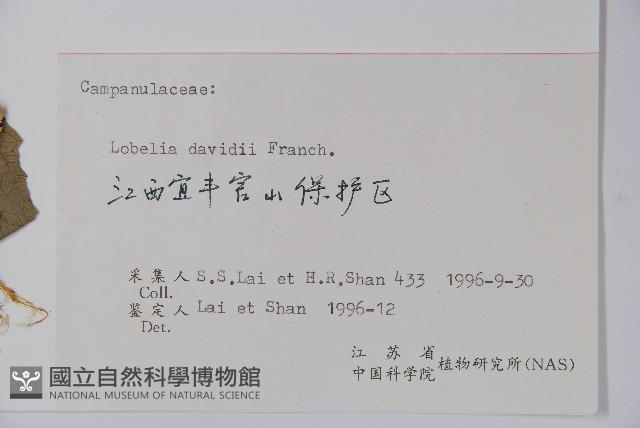 Campanulaceae:
Lobelia davidii Franch.
江西宜丰官山保护区
采集人 S.S.Lai et H.R.Shan 433 1996-9-30
Coll.
鉴定人 Lai et Shan 1996-12
Det.
江苏省
中国科学院 植物研究所(NAS)
國立自然科學博物館
NATIONAL MUSEUM OF NATURAL SCIENCE